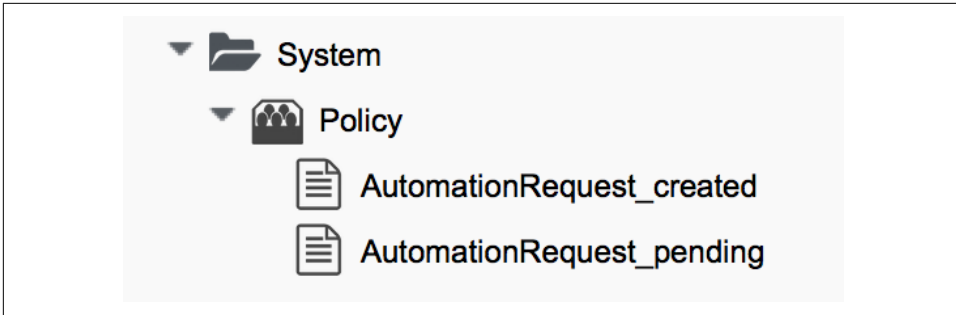 System
Policy
AutomationRequest_created
AutomationRequest_pending